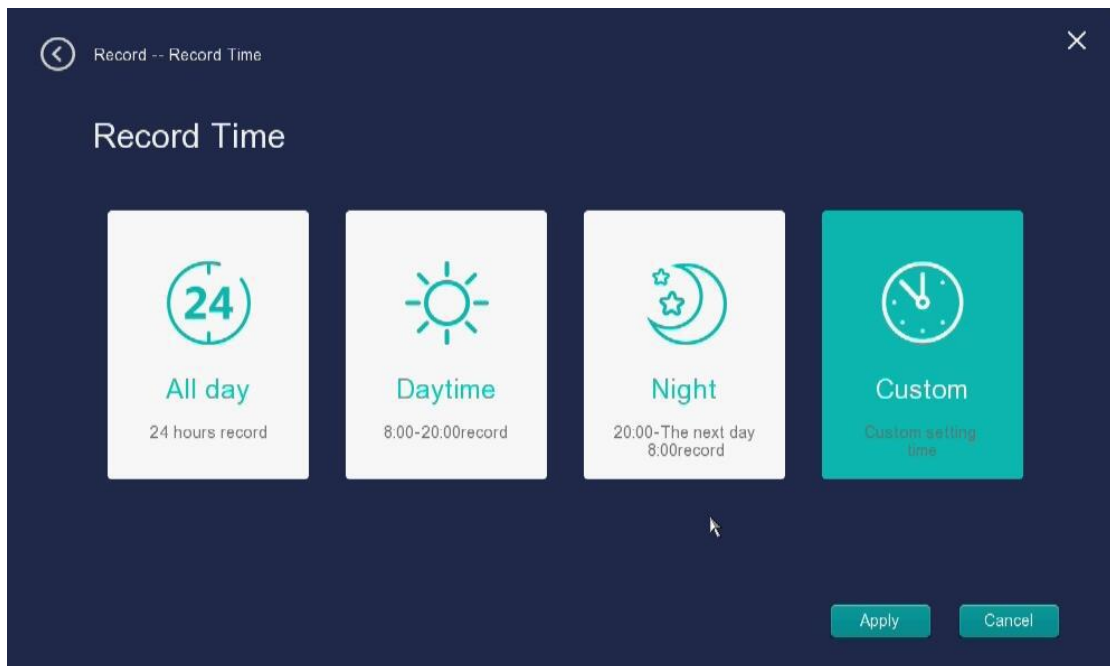 Record -- Record Time
Record Time
24
All day
24 hours record
Daytime
8:00-20:00record
Night
20:00-The next day
8:00record
Custom
Custom setting
time
Apply
Cancel